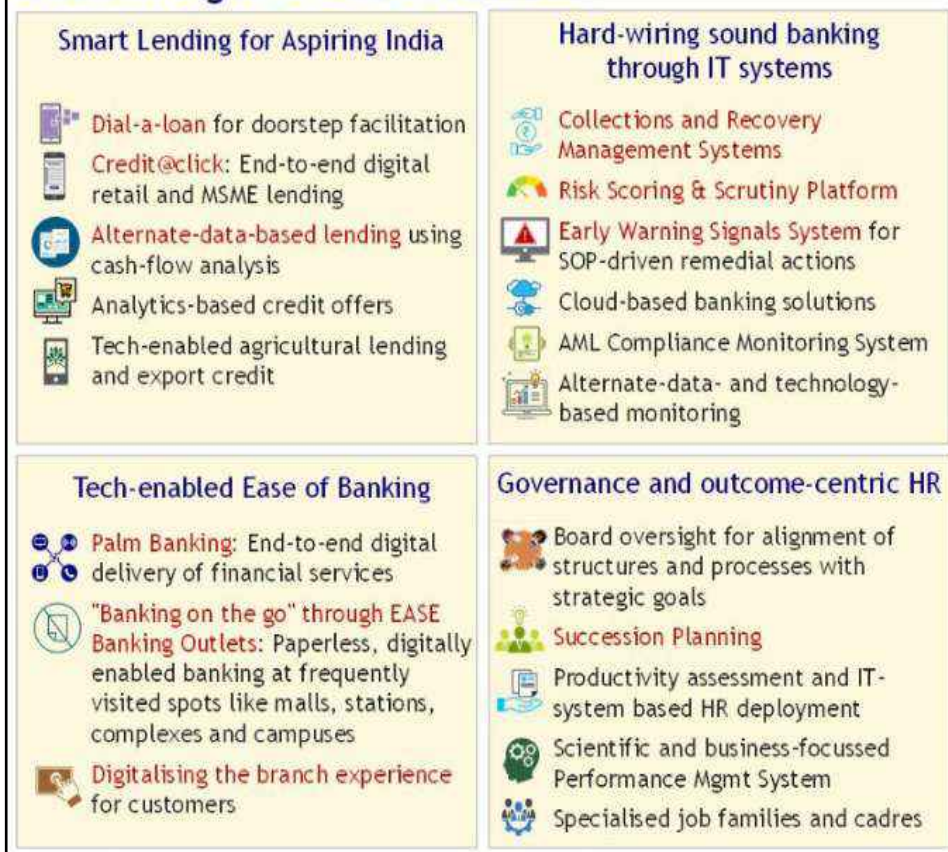 Smart Lending for Aspiring India
Dial-a-loan for doorstep facilitation
Credit@click: End-to-end digital
retail and MSME lending
Alternate-data-based lending using
cash-flow analysis
Analytics-based credit offers
Tech-enabled agricultural lending
and export credit
Hard-wiring sound banking
through IT systems
Collections and Recovery
Management Systems
Risk Scoring & Scrutiny Platform
Early Warning Signals System for
SOP-driven remedial actions
Cloud-based banking solutions
AML Compliance Monitoring System
Alternate-data- and technology-
based monitoring
Tech-enabled Ease of Banking
Palm Banking: End-to-end digital
delivery of financial services
"Banking on the go" through EASE
Banking Outlets: Paperless, digitally
enabled banking at frequently
visited spots like malls, stations,
complexes and campuses
Digitalising the branch experience
for customers
Governance and outcome-centric HR
Board oversight for alignment of
structures and processes with
strategic goals
Succession Planning
Productivity assessment and IT-
system based HR deployment
Scientific and business-focussed
Performance Mgmt System
Specialised job families and cadres